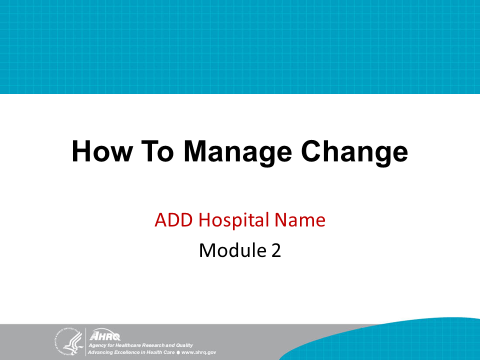 How To Manage Change
ADD Hospital Name
Module 2
AHRQ
Agency for Healthcare Research and Quality
Advancing Excellence in Health Care ■ www.ahrq.gov